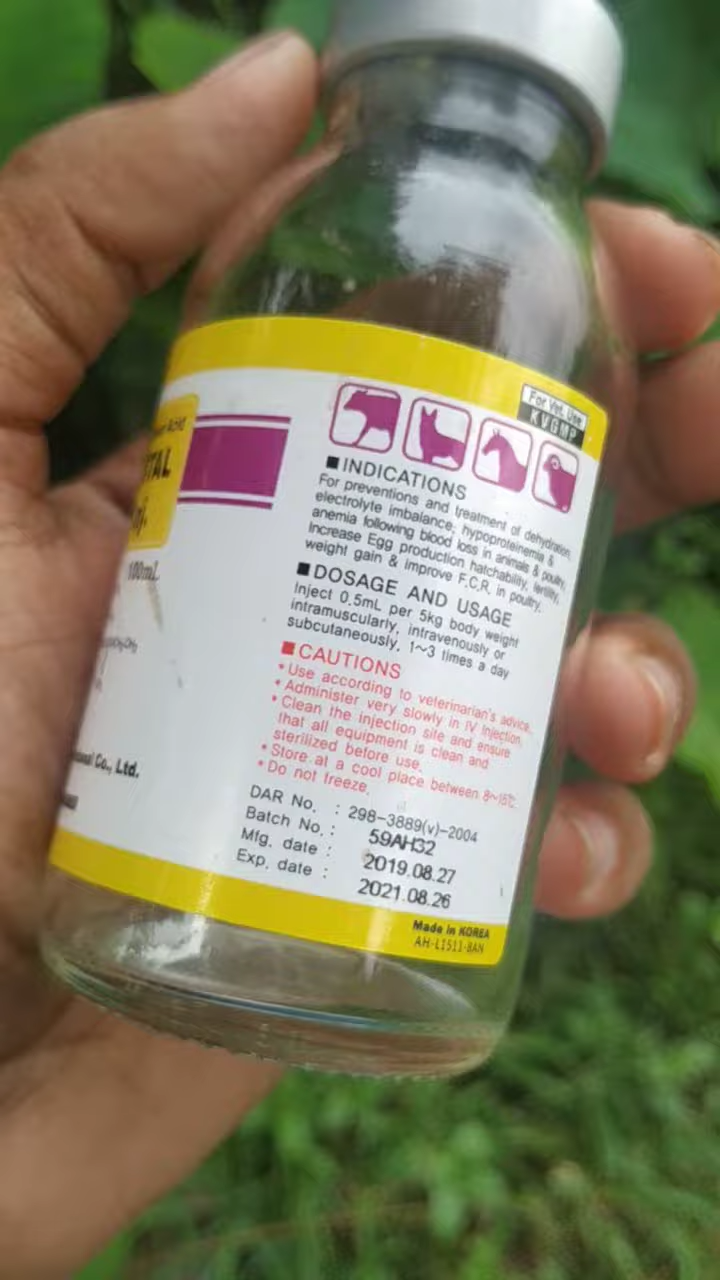 TAL
100mL
Co., Ltd.
For Vet. Use
KVGMP
■INDICATIONS
For preventions and treatment of dehydration,
electrolyte imbalance, hypoproteinemia &
anemia following blood loss in animals & poultry,
Increase Egg production hatchability, fertility,
weight gain & improve F.C.R. in poultry.
■DOSAGE AND USAGE
Inject 0.5mL per 5kg body weight
intramuscularly, intravenously or
subcutaneously, 1~3 times a day
■CAUTIONS
* Use according to veterinarian's advice.
* Administer very slowly in IV Injection.
* Clean the injection site and ensure
that all equipment is clean and
sterilized before use.
* Store at a cool place between 8~15℃.
* Do not freeze.
DAR No. : 298-3889(v)-2004
Batch No. : 59AH32
Mfg. date : 2019.08.27
Exp. date : 2021.08.26
Made in KOREA
AH-L1511-8AN